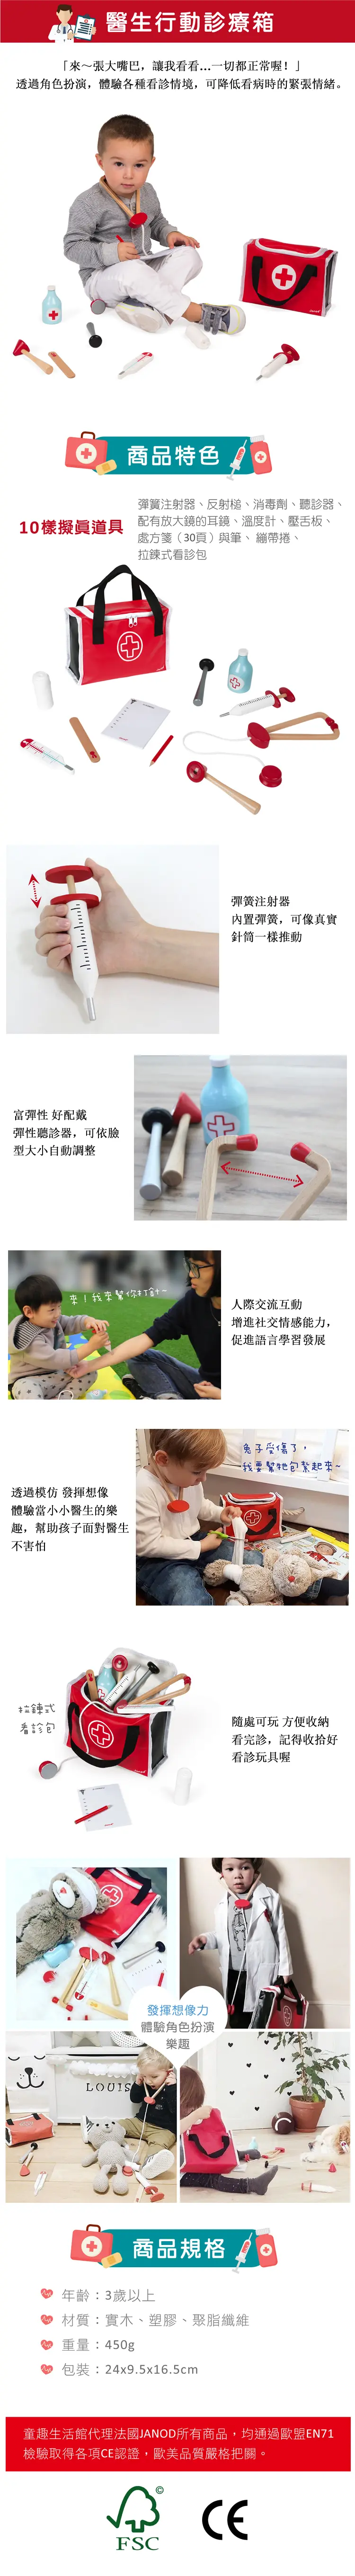 醫生行動診療箱
「來～張大嘴巴，讓我看看...一切都正常喔！」
透過角色扮演，體驗各種看診情境，可降低看病時的緊張情緒。
商品特色
10樣擬真道具
彈簧注射器、反射槌、消毒劑、聽診器、
配有放大鏡的耳鏡、溫度計、壓舌板、
處方箋（30頁）與筆、 繃帶捲、
拉鍊式看診包
彈簧注射器
內置彈簧，可像真實
針筒一樣推動
富彈性 好配戴
彈性聽診器，可依臉
型大小自動調整
來！我來幫你打針~
人際交流互動
增進社交情感能力，
促進語言學習發展
兔子受傷了，
我要幫牠包紮起來~
透過模仿 發揮想像
體驗當小小醫生的樂
趣，幫助孩子面對醫生
不害怕
拉鍊式
看診包
隨處可玩 方便收納
看完診，記得收拾好
看診玩具喔
發揮想像力
體驗角色扮演
樂趣
LOUIS
商品規格
年齡：3歲以上
材質：實木、塑膠、聚脂纖維
重量：450g
包裝：24x9.5x16.5cm
童趣生活館代理法國JANOD所有商品，均通過歐盟EN71
檢驗取得各項CE認證，歐美品質嚴格把關。
©
FSC
CE